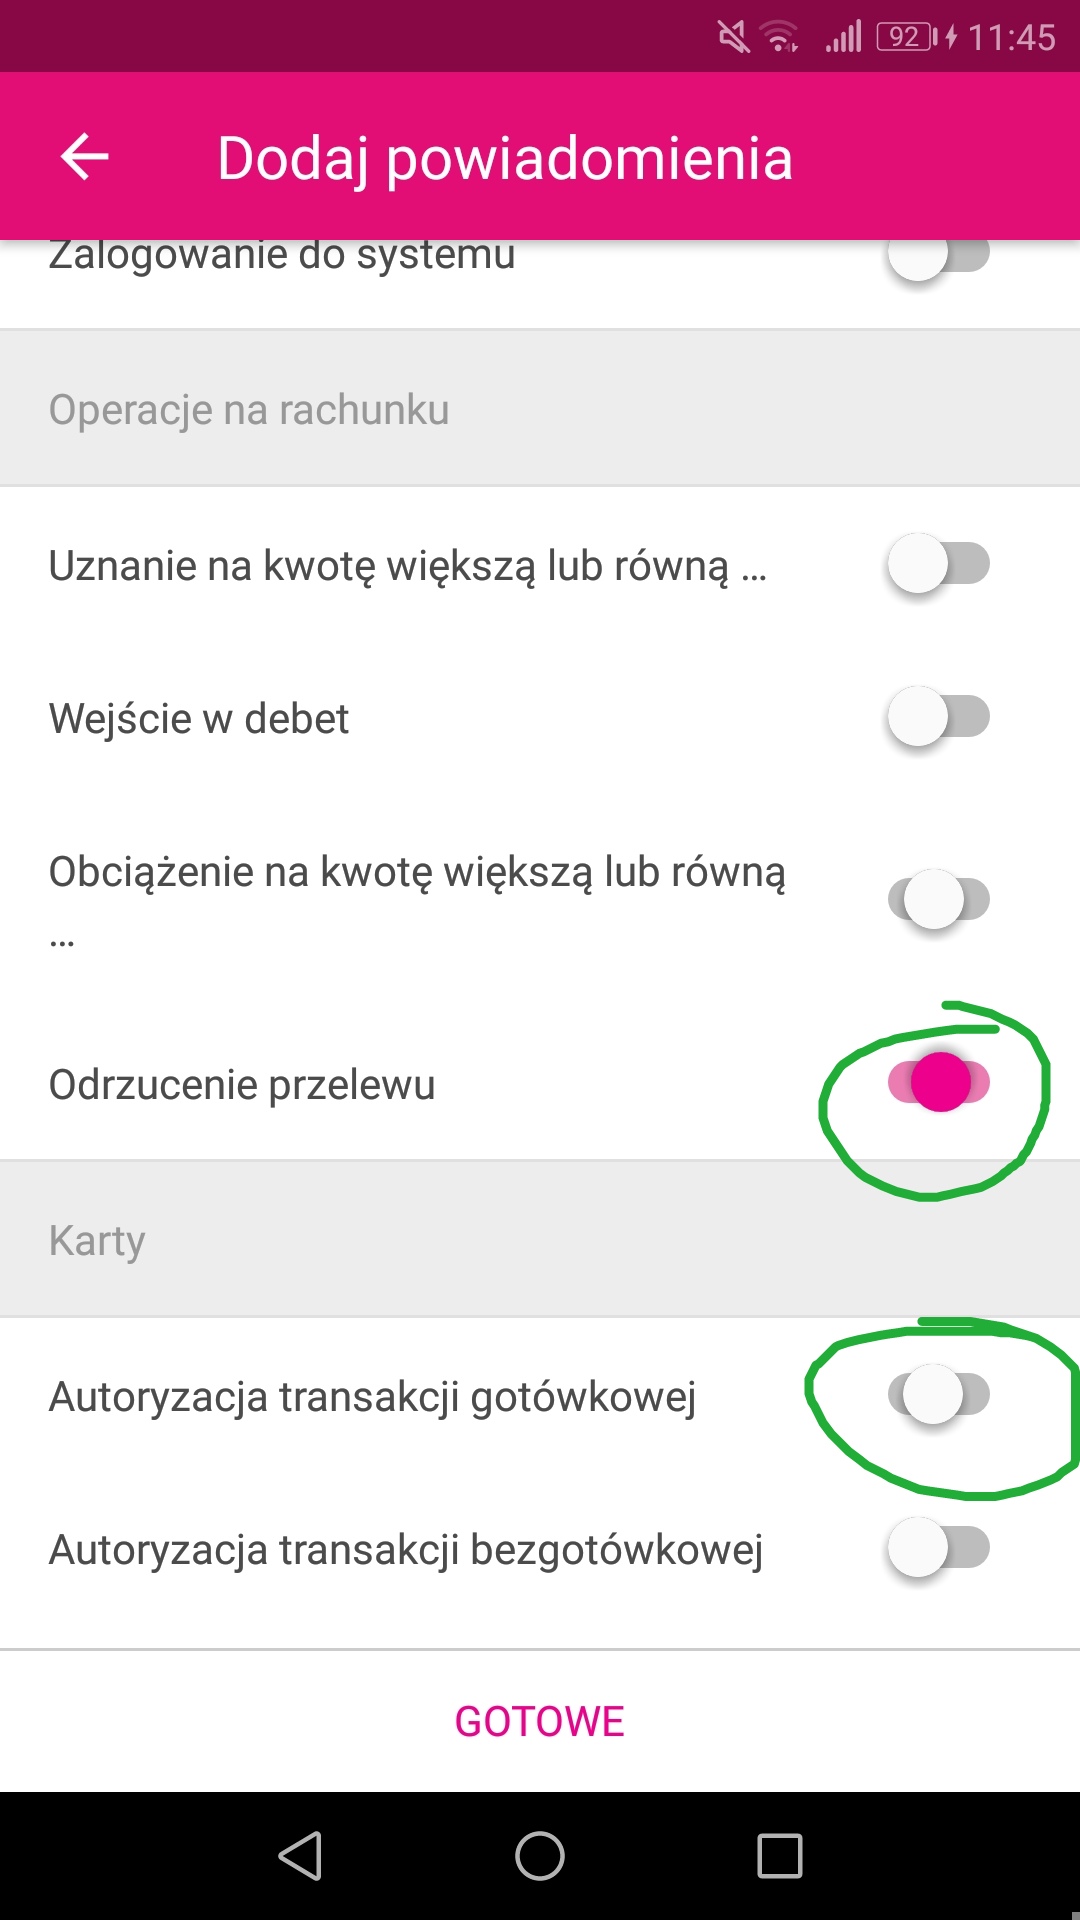 92 11:45
Dodaj powiadomienia
Zalogowanie do systemu
Operacje na rachunku
Uznanie na kwotę większą lub równą ...
Wejście w debet
Obciążenie na kwotę większą lub równą
...
Odrzucenie przelewu
Karty
Autoryzacja transakcji gotówkowej
Autoryzacja transakcji bezgotówkowej
GOTOWE